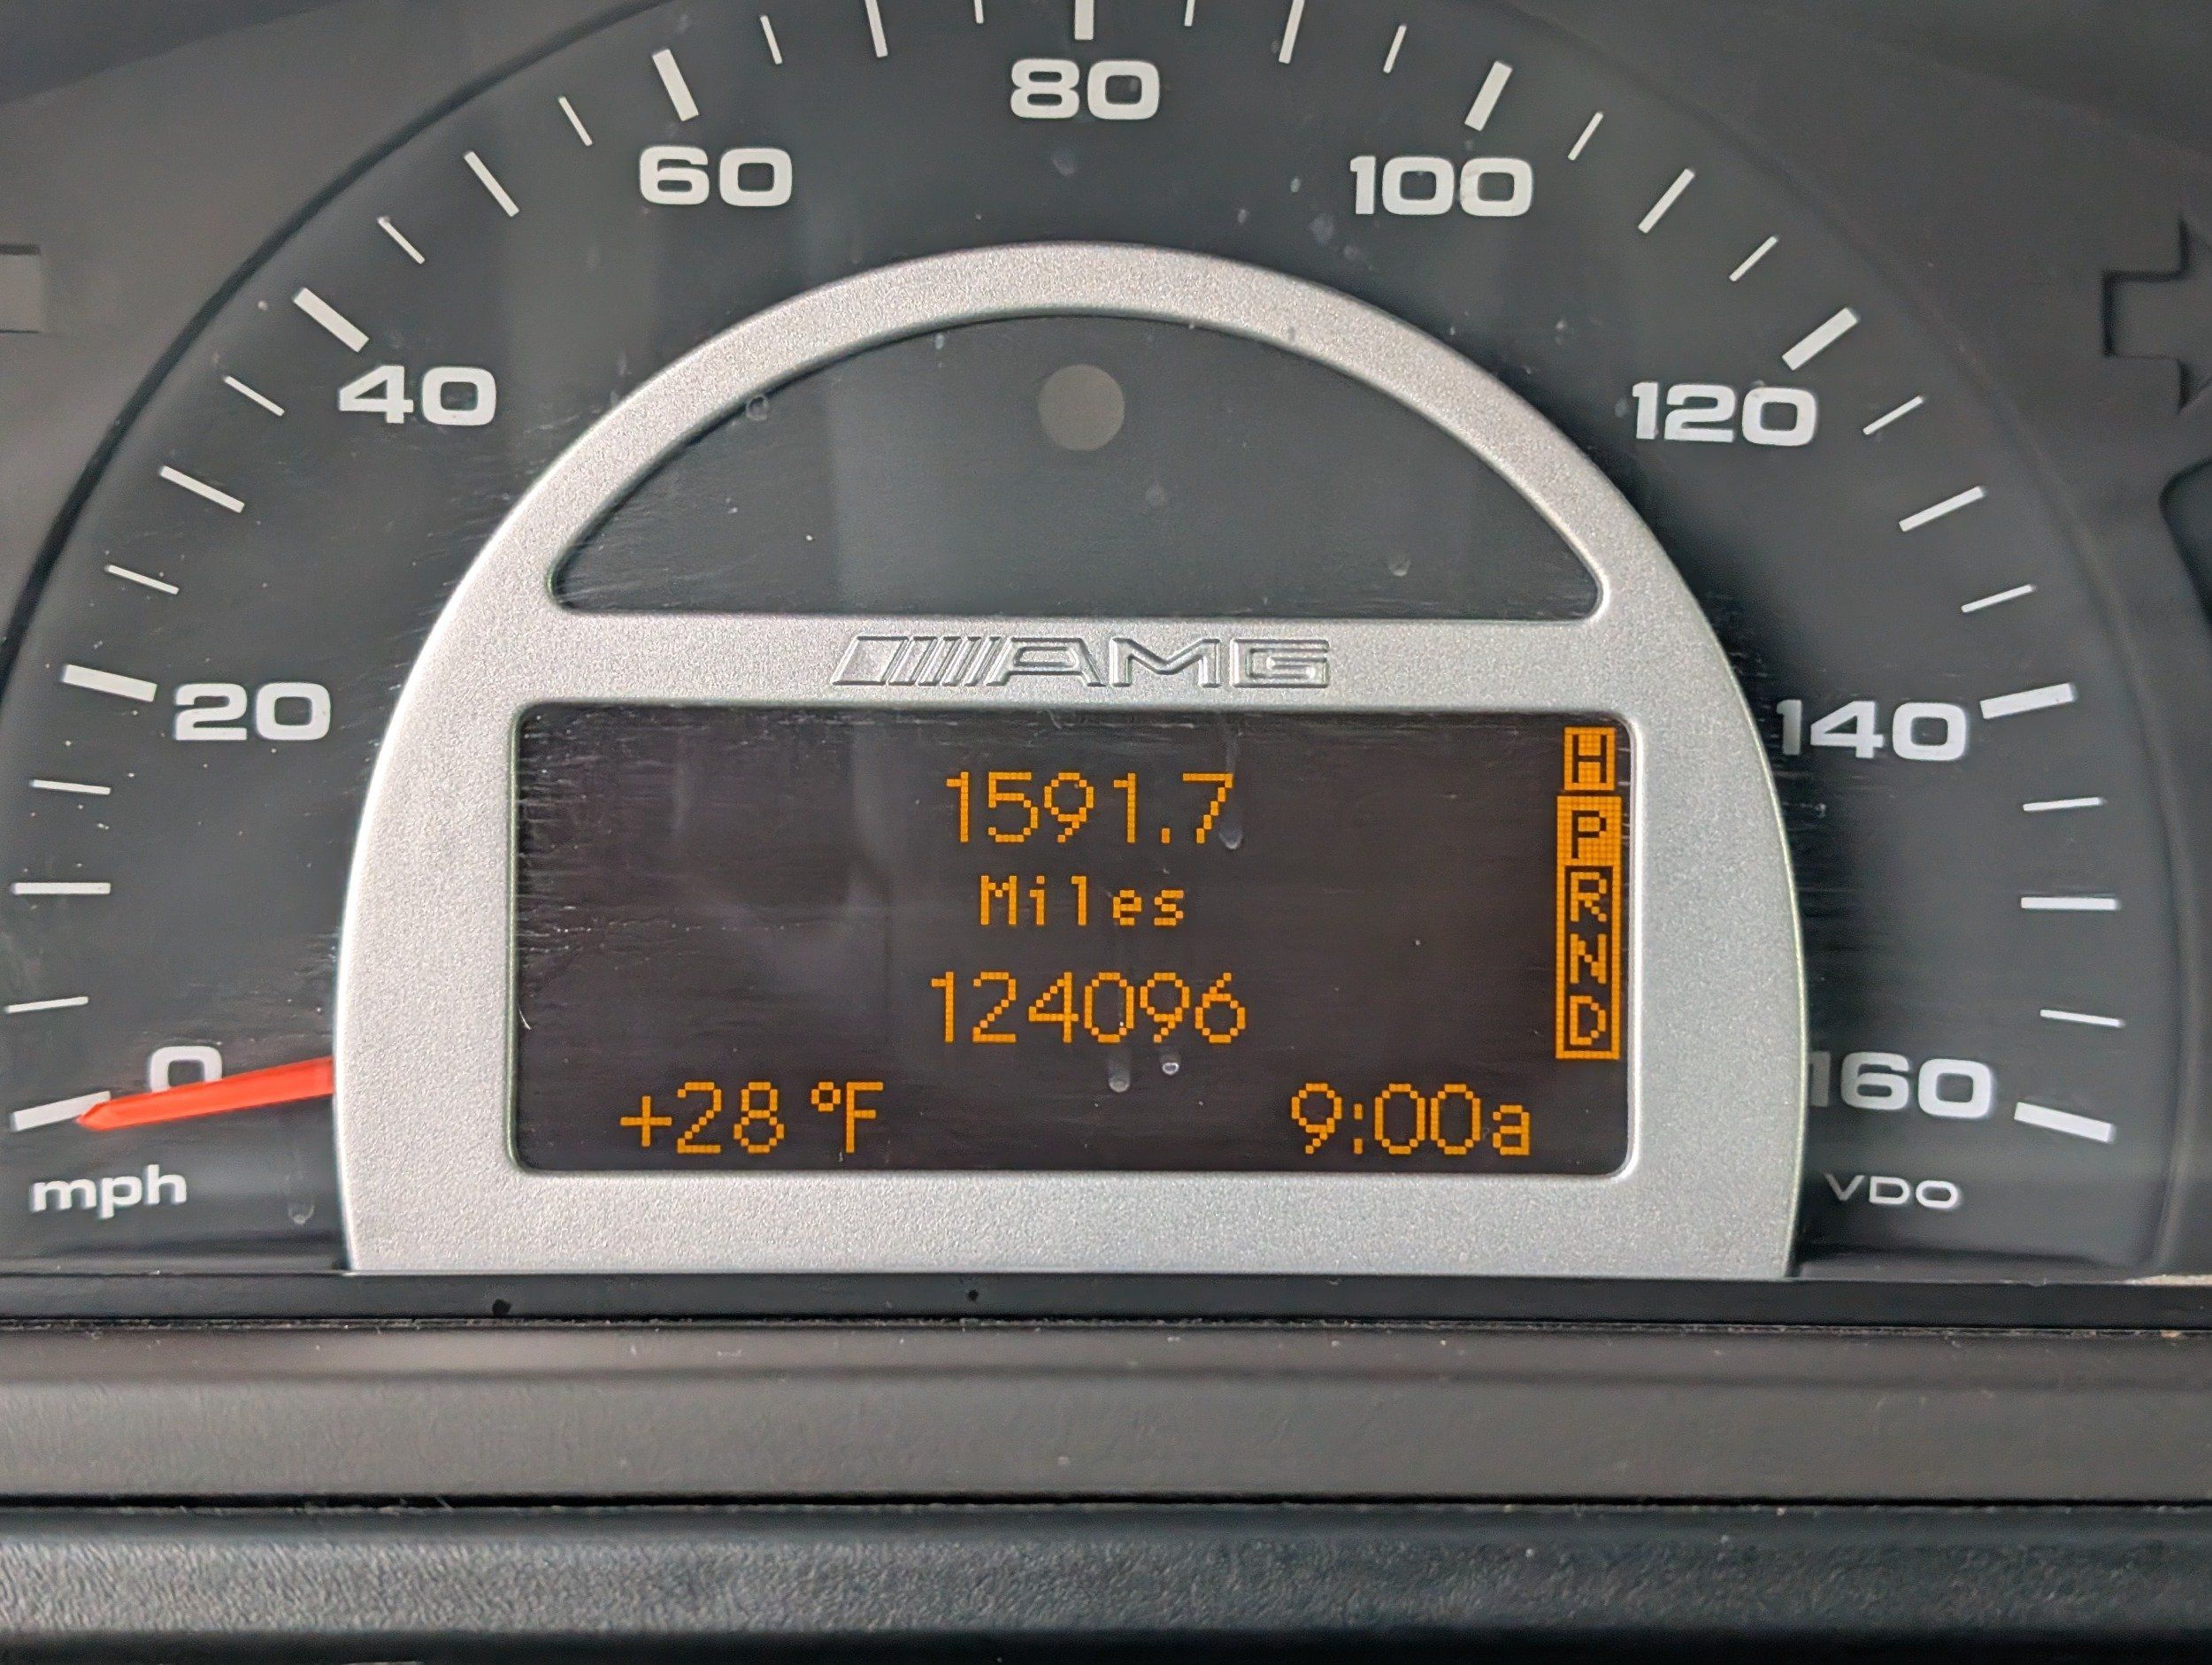 80
60
100
40
120
AMG
20
140
1591.7
Miles
124096
+28 °F
9:00a
H
P
R
N
D
0
160
mph
VDO